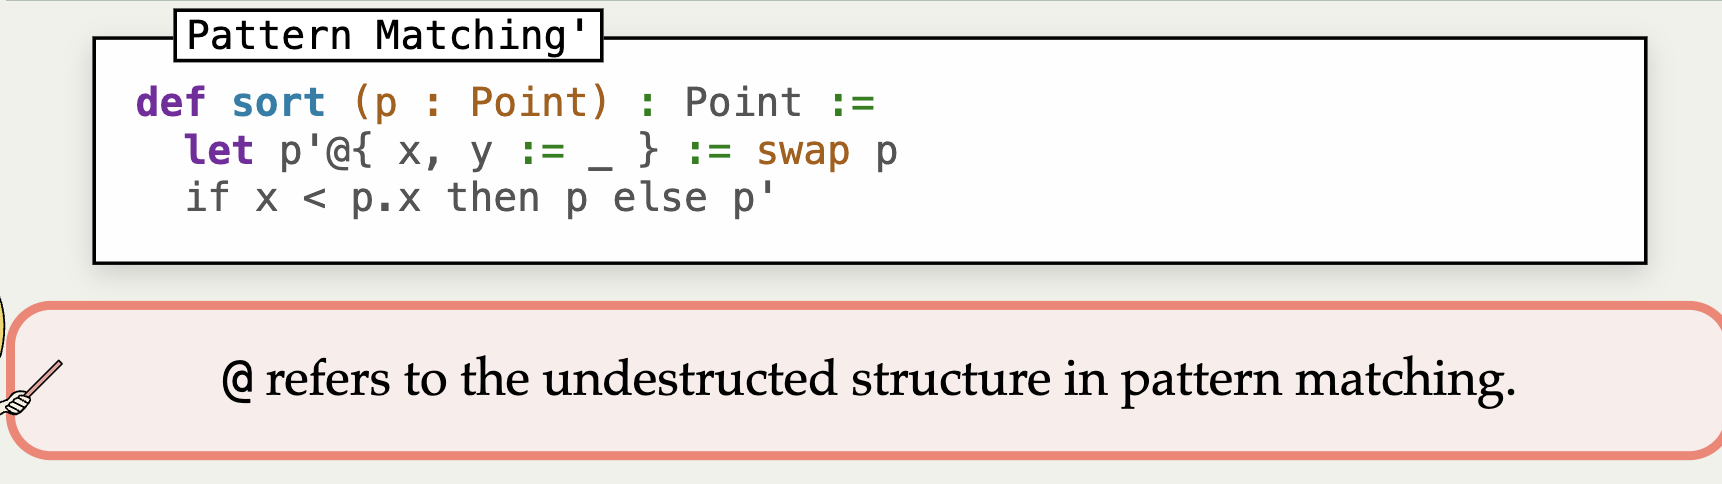 Pattern Matching'
def sort (p : Point) : Point :=
let p'@{ x, y := _ } := swap p
if x < p.x then p else p'
@ refers to the undestructed structure in pattern matching.